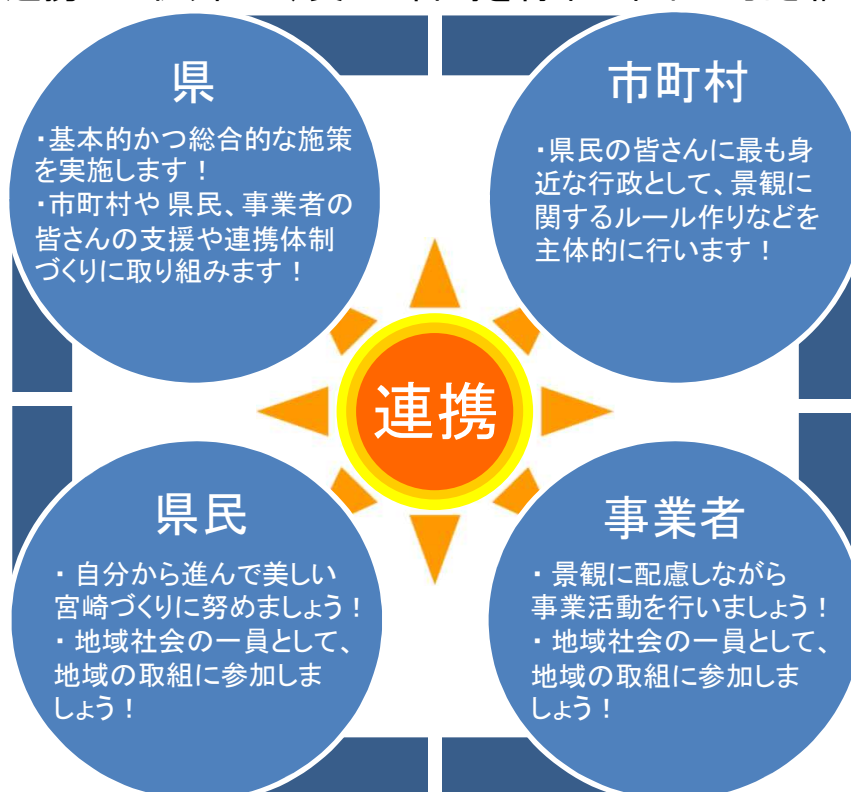 県
・基本的かつ総合的な施策
を実施します！
・市町村や 県民、事業者の
皆さんの支援や連携体制
づくりに取り組みます！
市町村
・県民の皆さんに最も身
近な行政として、景観に
関するルール作りなどを
主体的に行います！
連携
県民
・ 自分から進んで美しい
宮崎づくりに努めましょう！
・ 地域社会の一員として、
地域の取組に参加しま
しょう！
事業者
・ 景観に配慮しながら
事業活動を行いましょう！
・ 地域社会の一員として、
地域の取組に参加しま
しょう！